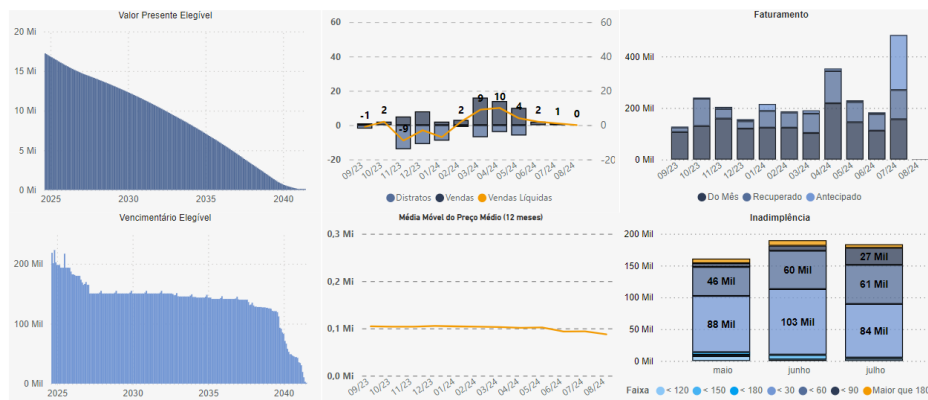 Valor Presente Elegível
20 Mi
15 Mi
10 Mi
5 Mi
0 Mi
2025
2030
2035
2040
60
40
20
0
-20
60
40
20
0
-20
-1
2
-9
2
9
10
4
2
1
0
09/23
10/23
11/23
12/23
01/24
02/24
03/24
04/24
05/24
06/24
07/24
08/24
Distratos
Vendas
Vendas Líquidas
Faturamento
400 Mil
200 Mil
0 Mil
09/23
10/23
11/23
12/23
01/24
02/24
03/24
04/24
05/24
06/24
07/24
08/24
Do Mês
Recuperado
Antecipado
Vencimentário Elegível
200 Mil
100 Mil
0 Mil
2025
2030
2035
2040
Média Móvel do Preço Médio (12 meses)
0,3 Mi
0,2 Mi
0,1 Mi
0,0 Mi
09/23
10/23
11/23
12/23
01/24
02/24
03/24
04/24
05/24
06/24
07/24
08/24
Inadimplência
200 Mil
150 Mil
100 Mil
50 Mil
0 Mil
46 Mil
88 Mil
60 Mil
103 Mil
27 Mil
61 Mil
84 Mil
maio
junho
julho
Faixa < 120 < 150 < 180 < 30 < 60 < 90 Maior que 180